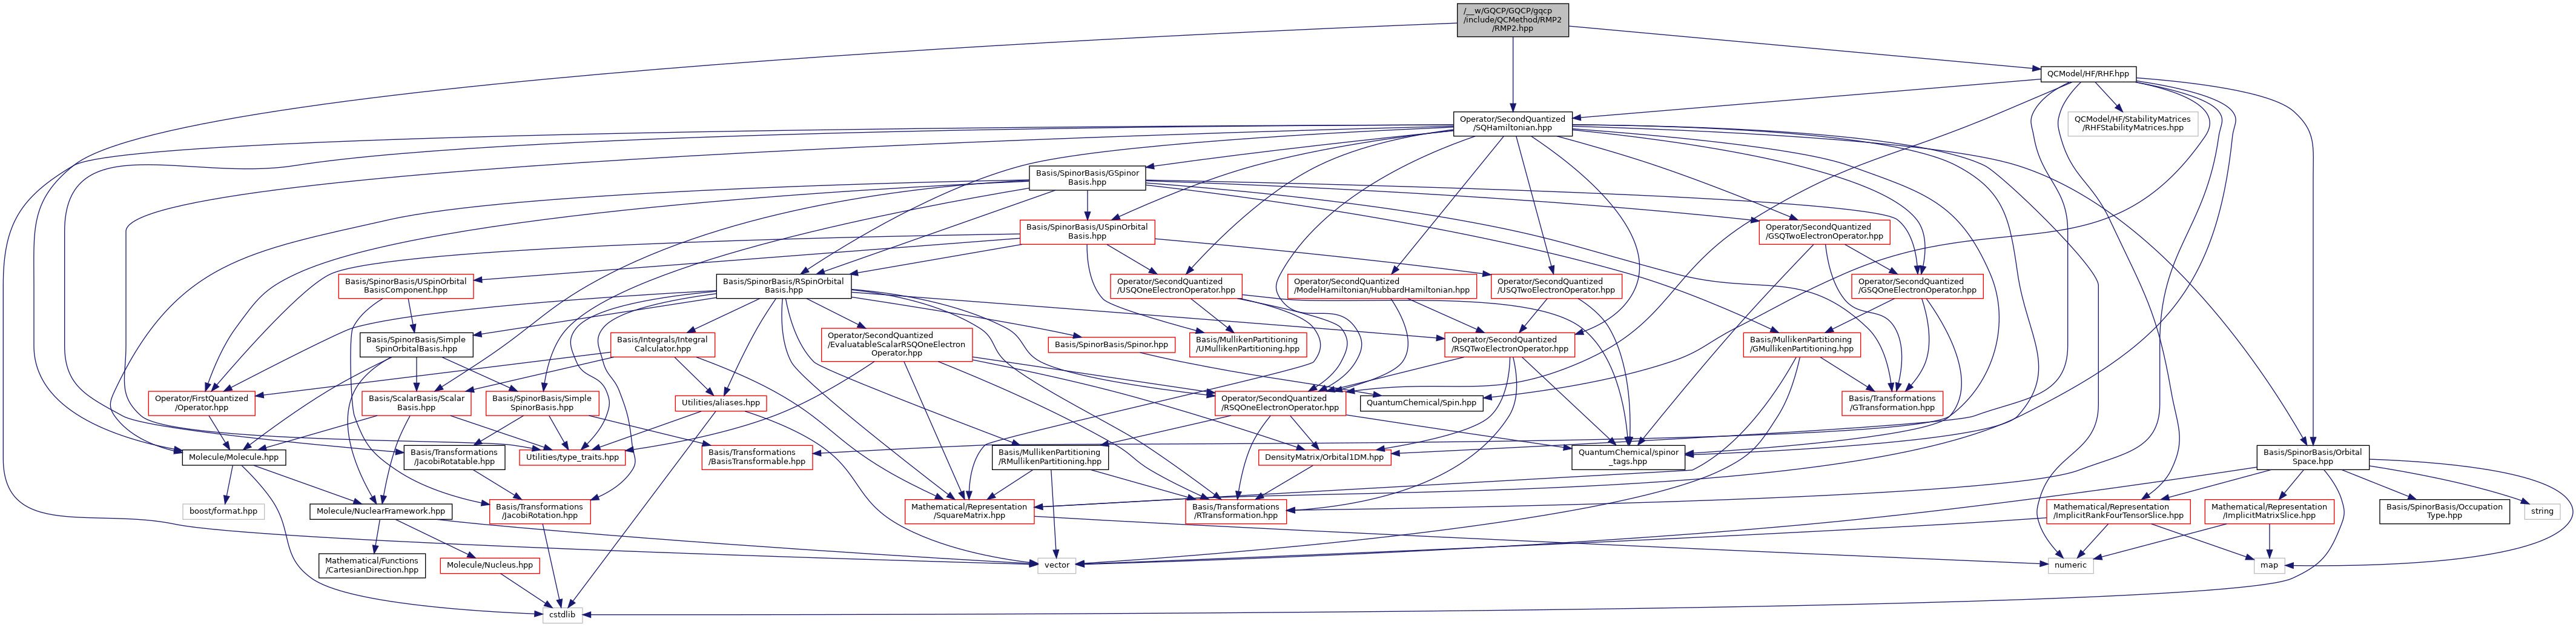 /__w/GQCP/GQCP/gqcp
/include/QCMethod/RMP2
/RMP2.hpp
QCModel/HF/RHF.hpp
Operator/SecondQuantized
/SQHamiltonian.hpp
QCModel/HF/StabilityMatrices
/RHFStabilityMatrices.hpp
Basis/SpinorBasis/GSpinor
Basis.hpp
Basis/SpinorBasis/USpinOrbital
Basis.hpp
Operator/SecondQuantized
/GSQTwoElectronOperator.hpp
Basis/SpinorBasis/USpinOrbital
BasisComponent.hpp
Basis/SpinorBasis/RSpinOrbital
Basis.hpp
Operator/SecondQuantized
/USQOneElectronOperator.hpp
Operator/SecondQuantized
/ModelHamiltonian/HubbardHamiltonian.hpp
Operator/SecondQuantized
/USQTwoElectronOperator.hpp
Operator/SecondQuantized
/GSQOneElectronOperator.hpp
Basis/SpinorBasis/Simple
SpinOrbitalBasis.hpp
Basis/Integrals/Integral
Calculator.hpp
Operator/SecondQuantized
/EvaluatableScalarRSQOneElectron
Operator.hpp
Basis/SpinorBasis/Spinor.hpp
Basis/MullikenPartitioning
/UMullikenPartitioning.hpp
Operator/SecondQuantized
/RSQTwoElectronOperator.hpp
Basis/MullikenPartitioning
/GMullikenPartitioning.hpp
Operator/FirstQuantized
/Operator.hpp
Basis/ScalarBasis/Scalar
Basis.hpp
Basis/SpinorBasis/Simple
SpinorBasis.hpp
Utilities/aliases.hpp
Operator/SecondQuantized
/RSQOneElectronOperator.hpp
QuantumChemical/Spin.hpp
Basis/Transformations
/GTransformation.hpp
Molecule/Molecule.hpp
Basis/Transformations
/JacobiRotatable.hpp
Utilities/type_traits.hpp
Basis/Transformations
/BasisTransformable.hpp
Basis/MullikenPartitioning
/RMullikenPartitioning.hpp
DensityMatrix/Orbital1DM.hpp
QuantumChemical/spinor
_tags.hpp
Basis/SpinorBasis/Orbital
Space.hpp
boost/format.hpp
Molecule/NuclearFramework.hpp
Basis/Transformations
/JacobiRotation.hpp
Mathematical/Representation
/SquareMatrix.hpp
Basis/Transformations
/RTransformation.hpp
Mathematical/Representation
/ImplicitRankFourTensorSlice.hpp
Mathematical/Representation
/ImplicitMatrixSlice.hpp
Basis/SpinorBasis/Occupation
Type.hpp
string
Mathematical/Functions
/CartesianDirection.hpp
Molecule/Nucleus.hpp
vector
numeric
map
cstdlib